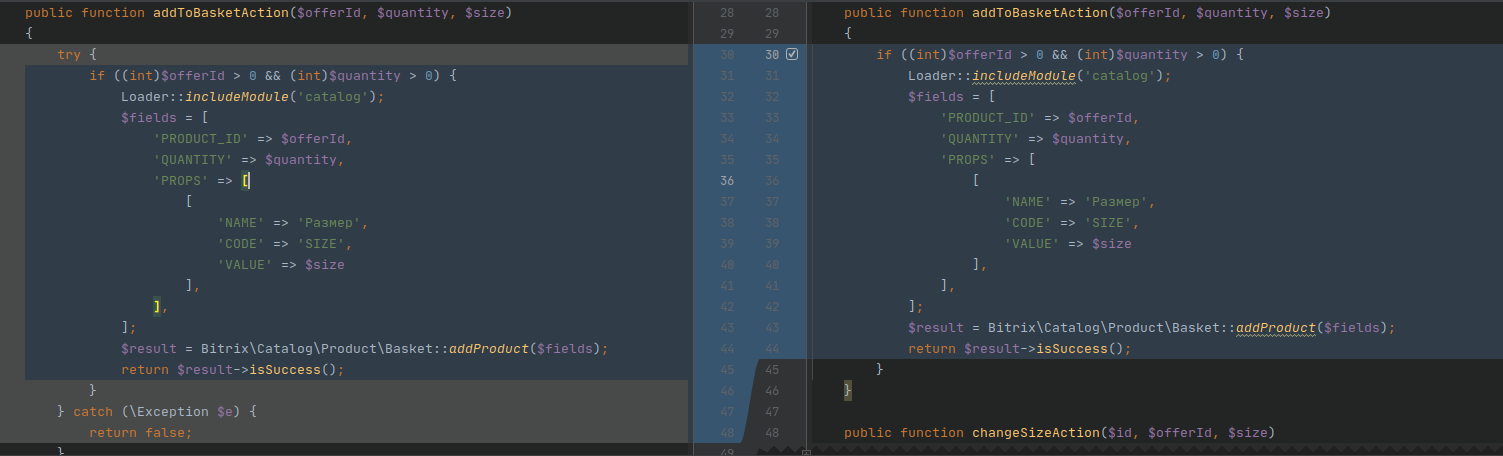 public function addToBasketAction($offerId, $quantity, $size)
{
try {
if ((int)$offerId > 0 && (int)$quantity > 0) {
Loader::includeModule('catalog');
$fields = [
'PRODUCT_ID' => $offerId,
'QUANTITY' => $quantity,
'PROPS' => [
[
'NAME' => 'Размер',
'CODE' => 'SIZE',
'VALUE' => $size
],
],
];
$result = Bitrix\Catalog\Product\Basket::addProduct($fields);
return $result->isSuccess();
}
} catch (\Exception $e) {
return false;
}
28 28
29 29
30 30
31 31
32 32
33 33
34 34
35 35
36 36
37 37
38 38
39 39
40 40
41 41
42 42
43 43
44 44
45 45
46 46
47 47
48 48
49
public function addToBasketAction($offerId, $quantity, $size)
{
if ((int)$offerId > 0 && (int)$quantity > 0) {
Loader::includeModule('catalog');
$fields = [
'PRODUCT_ID' => $offerId,
'QUANTITY' => $quantity,
'PROPS' => [
[
'NAME' => 'Размер',
'CODE' => 'SIZE',
'VALUE' => $size
],
],
];
$result = Bitrix\Catalog\Product\Basket::addProduct($fields);
return $result->isSuccess();
}
}
public function changeSizeAction($id, $offerId, $size)